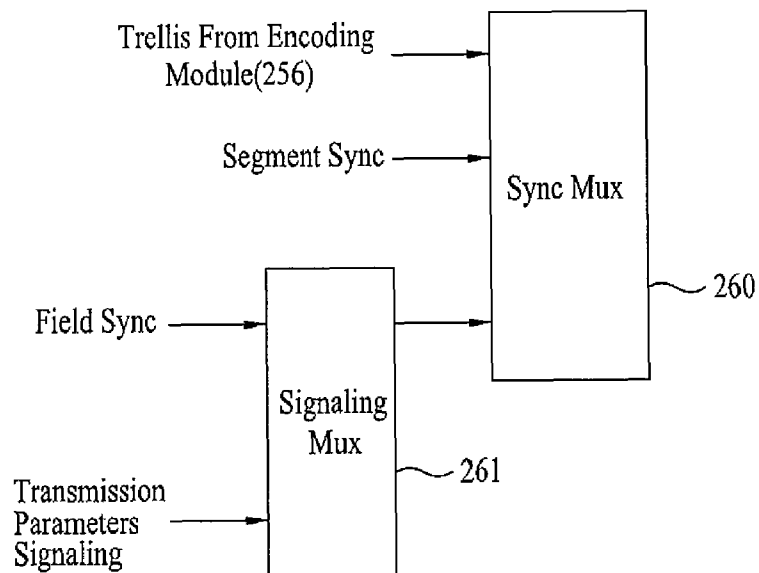 Trellis From Encoding
Module(256)
Segment Sync
Sync Mux
260
Field Sync
Signaling
Mux
261
Transmission
Parameters
Signaling